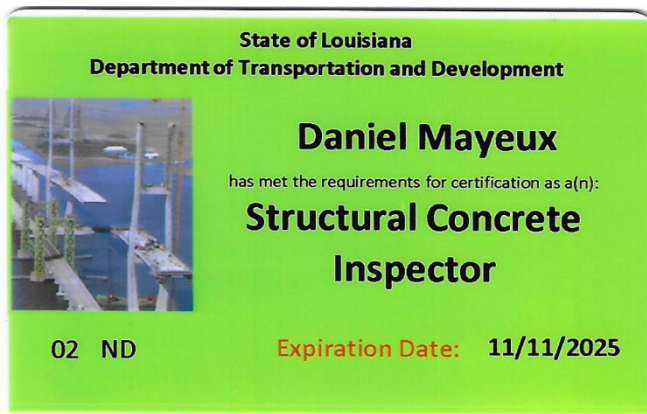 State of Louisiana
Department of Transportation and Development
Daniel Mayeux
has met the requirements for certification as a(n):
Structural Concrete
Inspector
02 ND
Expiration Date: 11/11/2025